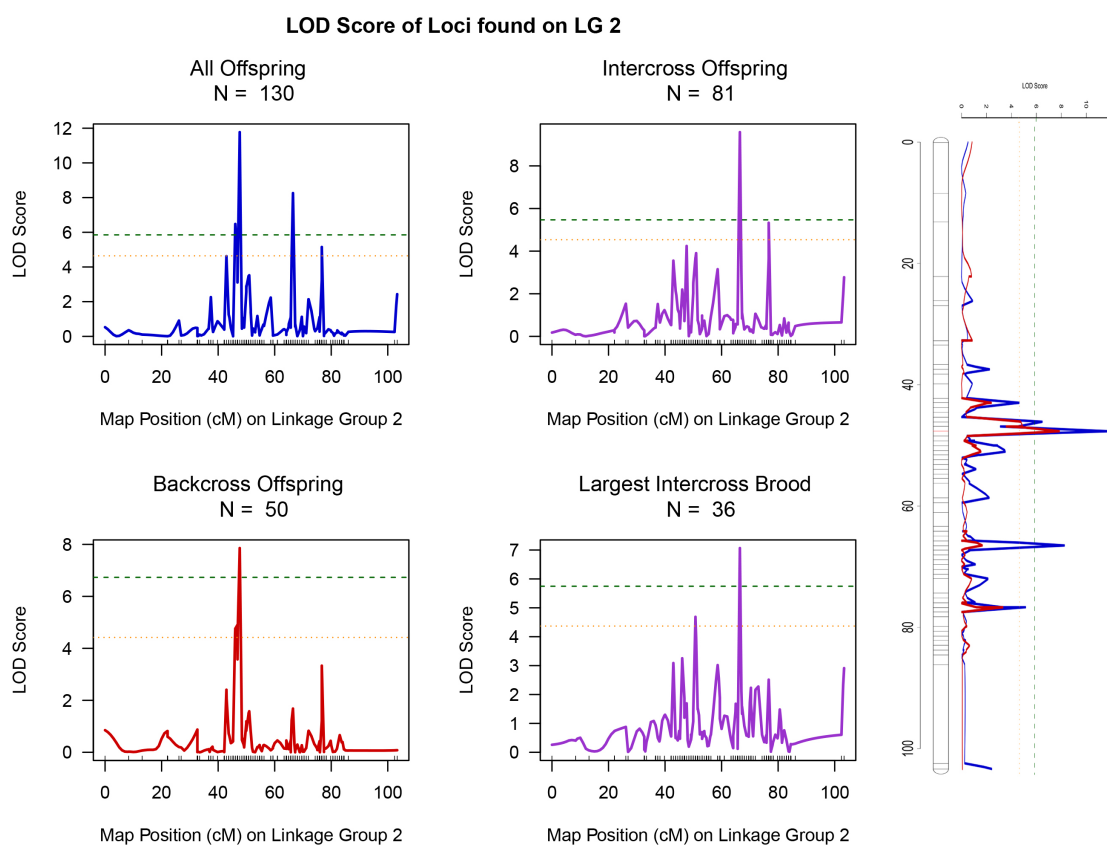 LOD Score of Loci found on LG 2
All Offspring
N = 130
LOD Score
12
10
8
6
4
2
0
0 20 40 60 80 100
Map Position (cM) on Linkage Group 2
Intercross Offspring
N = 81
LOD Score
8
6
4
2
0
0 20 40 60 80 100
Map Position (cM) on Linkage Group 2
Backcross Offspring
N = 50
LOD Score
8
6
4
2
0
0 20 40 60 80 100
Map Position (cM) on Linkage Group 2
Largest Intercross Brood
N = 36
LOD Score
7
6
5
4
3
2
1
0
0 20 40 60 80 100
Map Position (cM) on Linkage Group 2
LOD Score
0 2 4 6 8 10
0
20
40
60
80
100